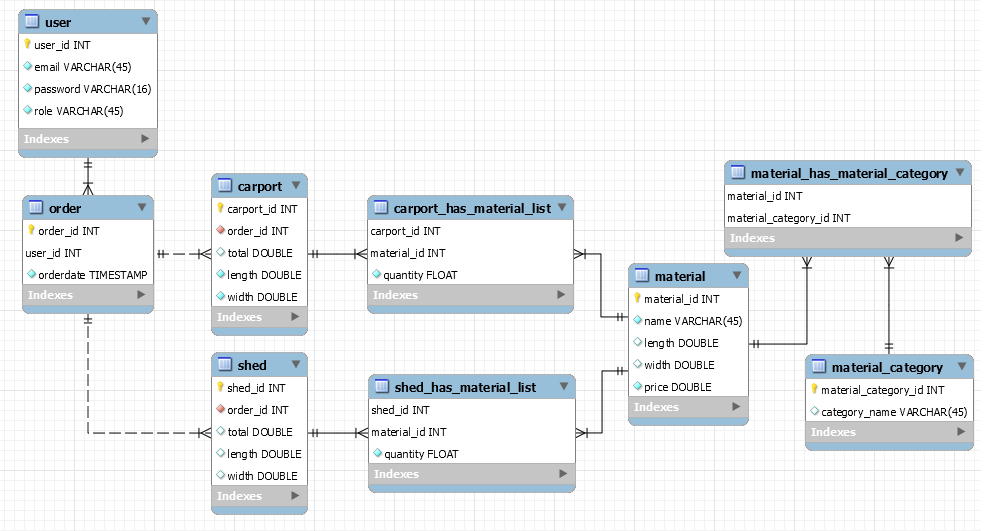 user
user_id INT
email VARCHAR(45)
password VARCHAR(16)
role VARCHAR(45)
Indexes
order
order_id INT
user_id INT
orderdate TIMESTAMP
Indexes
carport
carport_id INT
order_id INT
total DOUBLE
length DOUBLE
width DOUBLE
Indexes
shed
shed_id INT
order_id INT
total DOUBLE
length DOUBLE
width DOUBLE
Indexes
carport_has_material_list
carport_id INT
material_id INT
quantity FLOAT
Indexes
shed_has_material_list
shed_id INT
material_id INT
quantity FLOAT
Indexes
material
material_id INT
name VARCHAR(45)
length DOUBLE
width DOUBLE
price DOUBLE
Indexes
material_has_material_category
material_id INT
material_category_id INT
Indexes
material_category
material_category_id INT
category_name VARCHAR(45)
Indexes